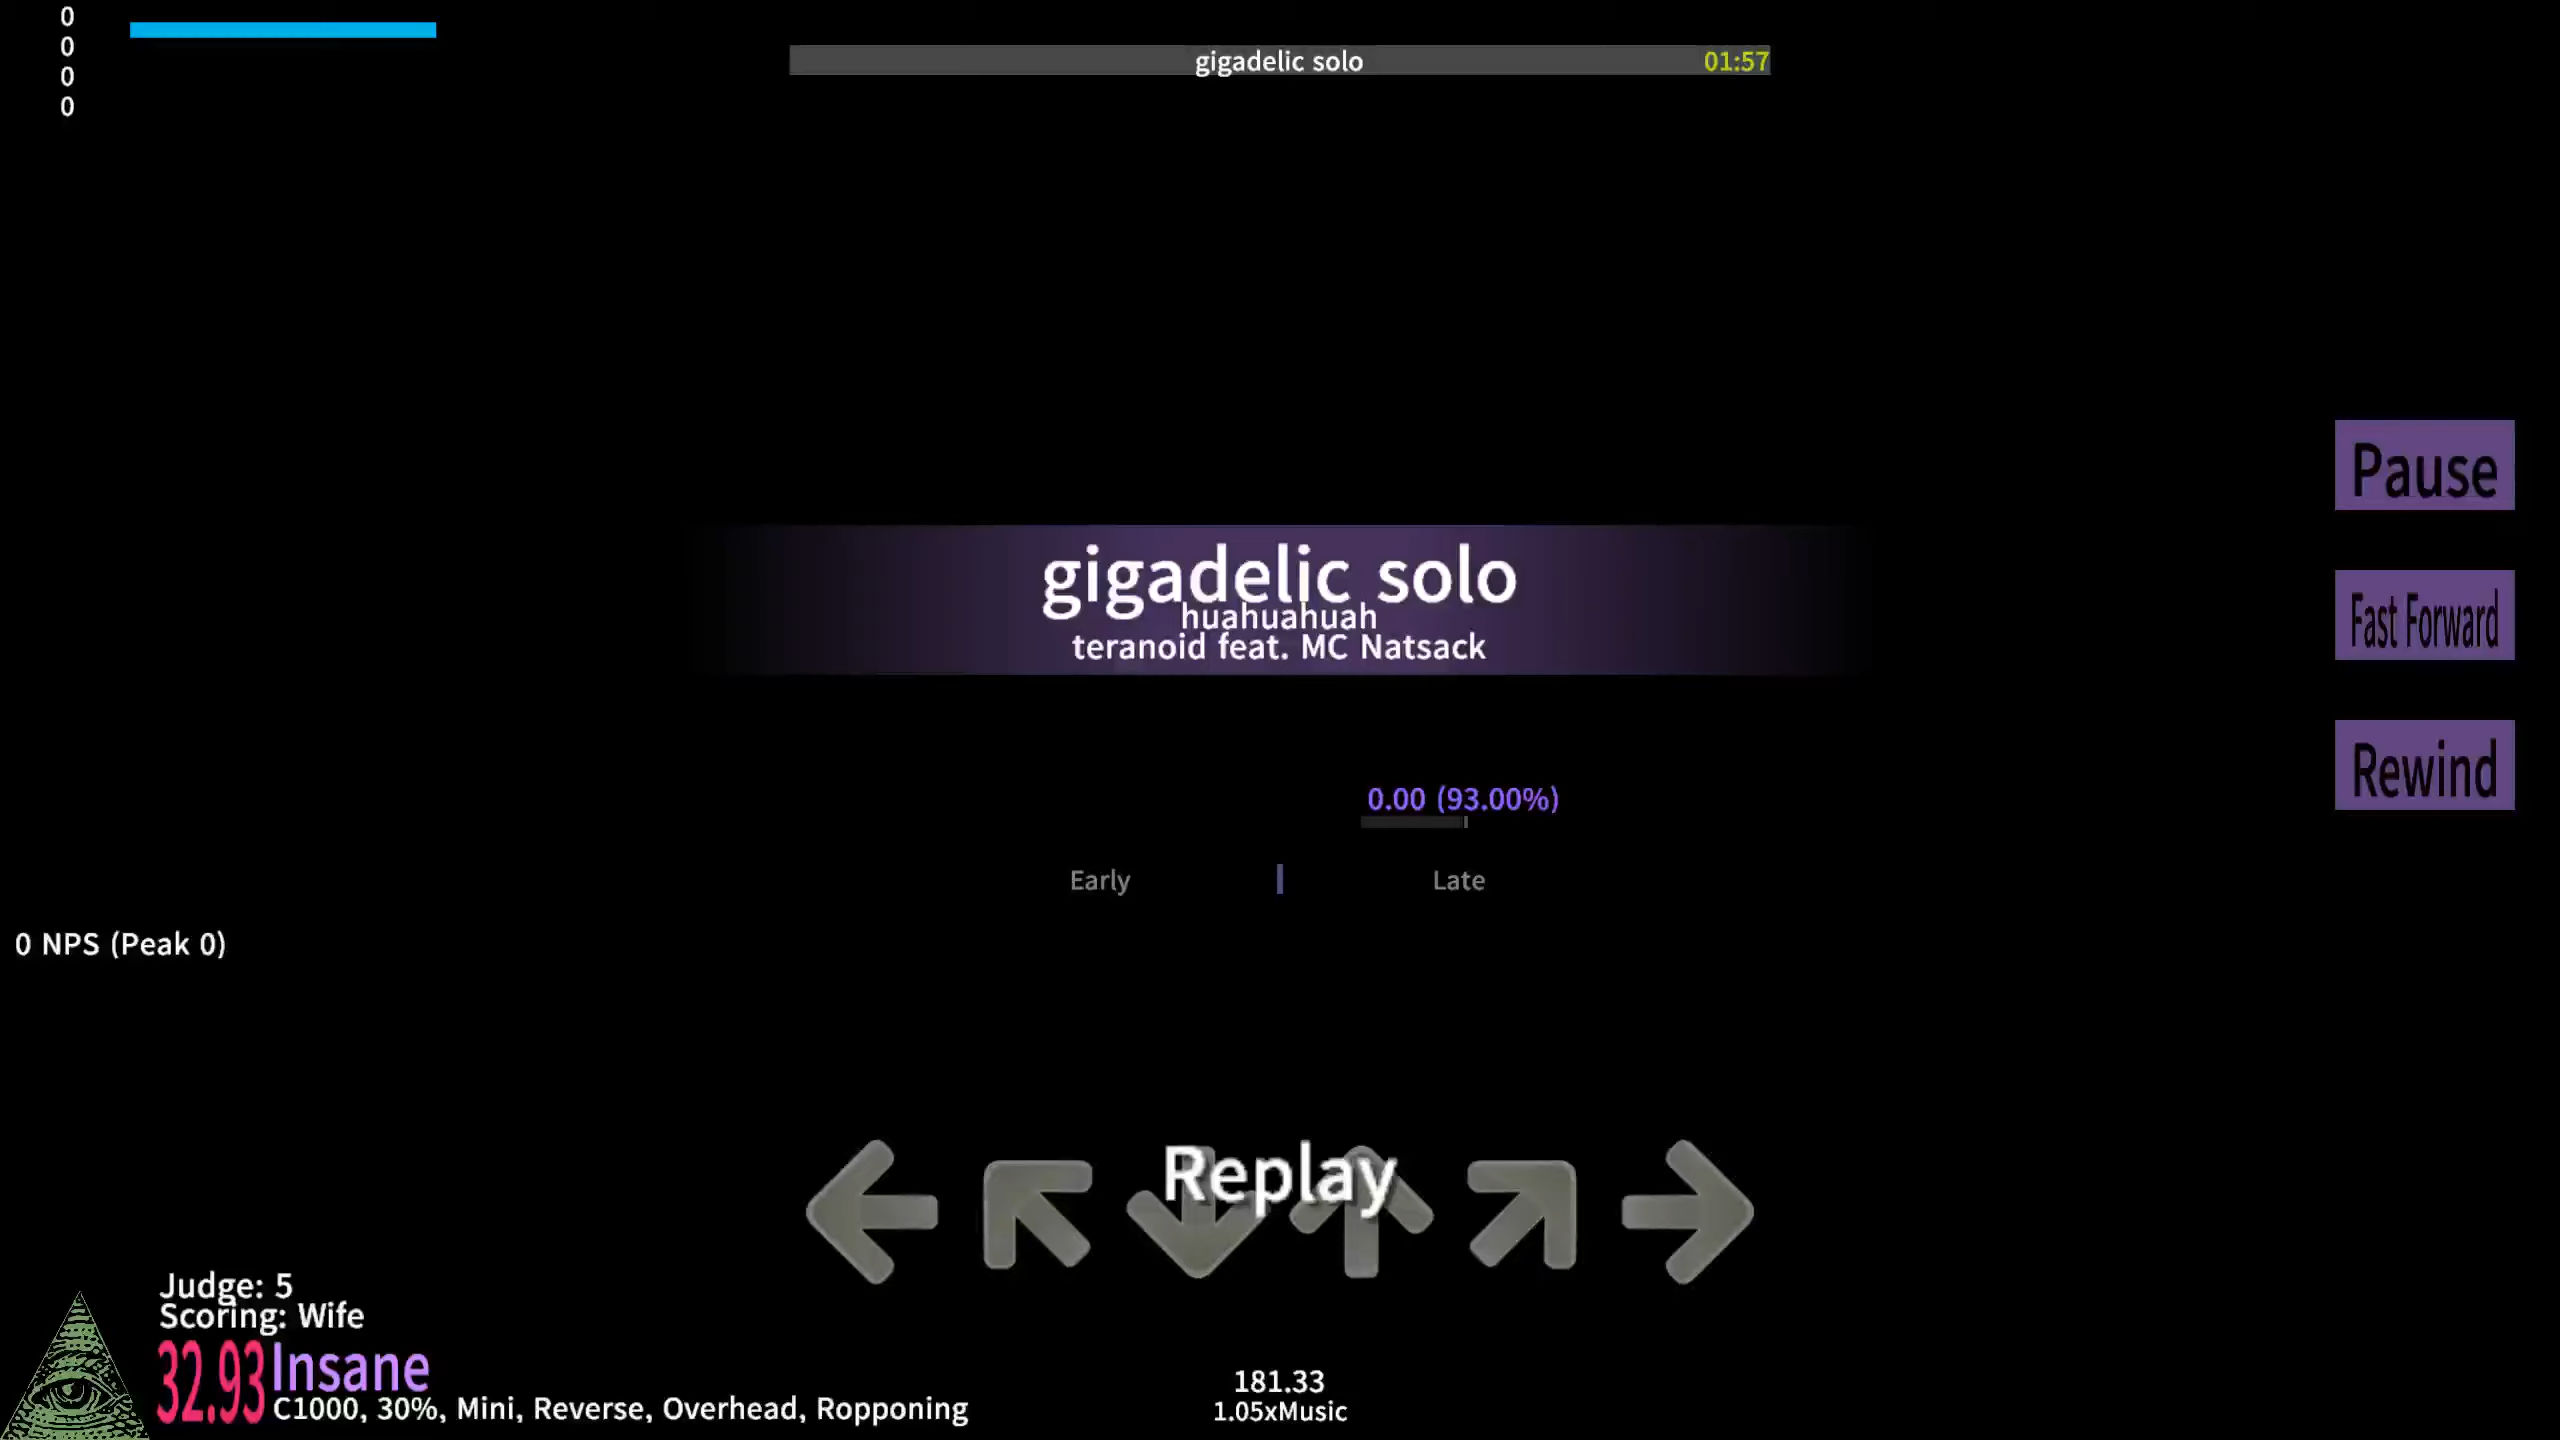 0
0
0
0
gigadelic solo 01:57
Pause
gigadelic solo
huahuahuah
teranoid feat. MC Natsack
Fast Forward
Rewind
0.00 (93.00%)
Early Late
0 NPS (Peak 0)
Replay
Judge: 5
Scoring: Wife
32.93 Insane
C1000, 30%, Mini, Reverse, Overhead, Ropponing
181.33
1.05xMusic